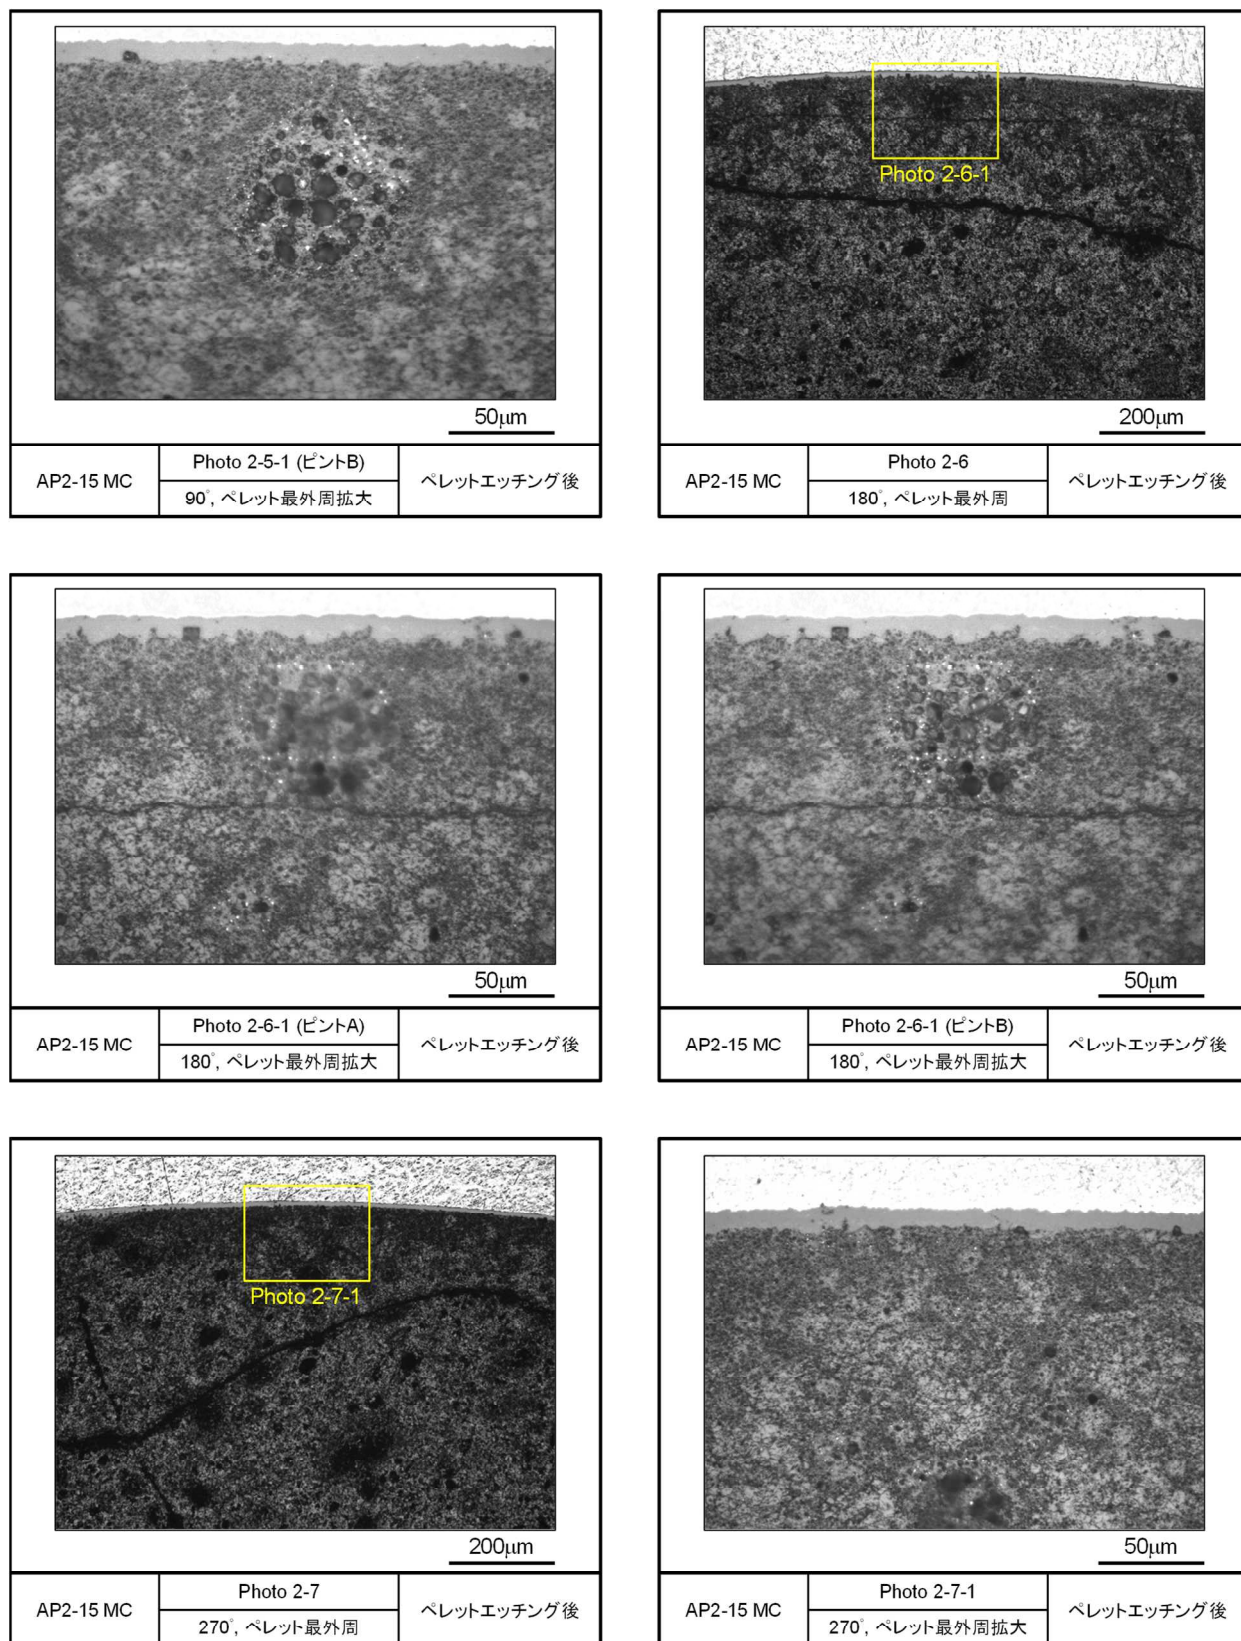 50μm
AP2-15 MC
Photo 2-5-1 (ピントB)
90°, ペレット最外周拡大
ペレットエッチング後
Photo 2-6-1
200μm
AP2-15 MC
Photo 2-6
180°, ペレット最外周
ペレットエッチング後
50μm
AP2-15 MC
Photo 2-6-1 (ピントA)
180°, ペレット最外周拡大
ペレットエッチング後
50μm
AP2-15 MC
Photo 2-6-1 (ピントB)
180°, ペレット最外周拡大
ペレットエッチング後
Photo 2-7-1
200μm
AP2-15 MC
Photo 2-7
270°, ペレット最外周
ペレットエッチング後
50μm
AP2-15 MC
Photo 2-7-1
270°, ペレット最外周拡大
ペレットエッチング後